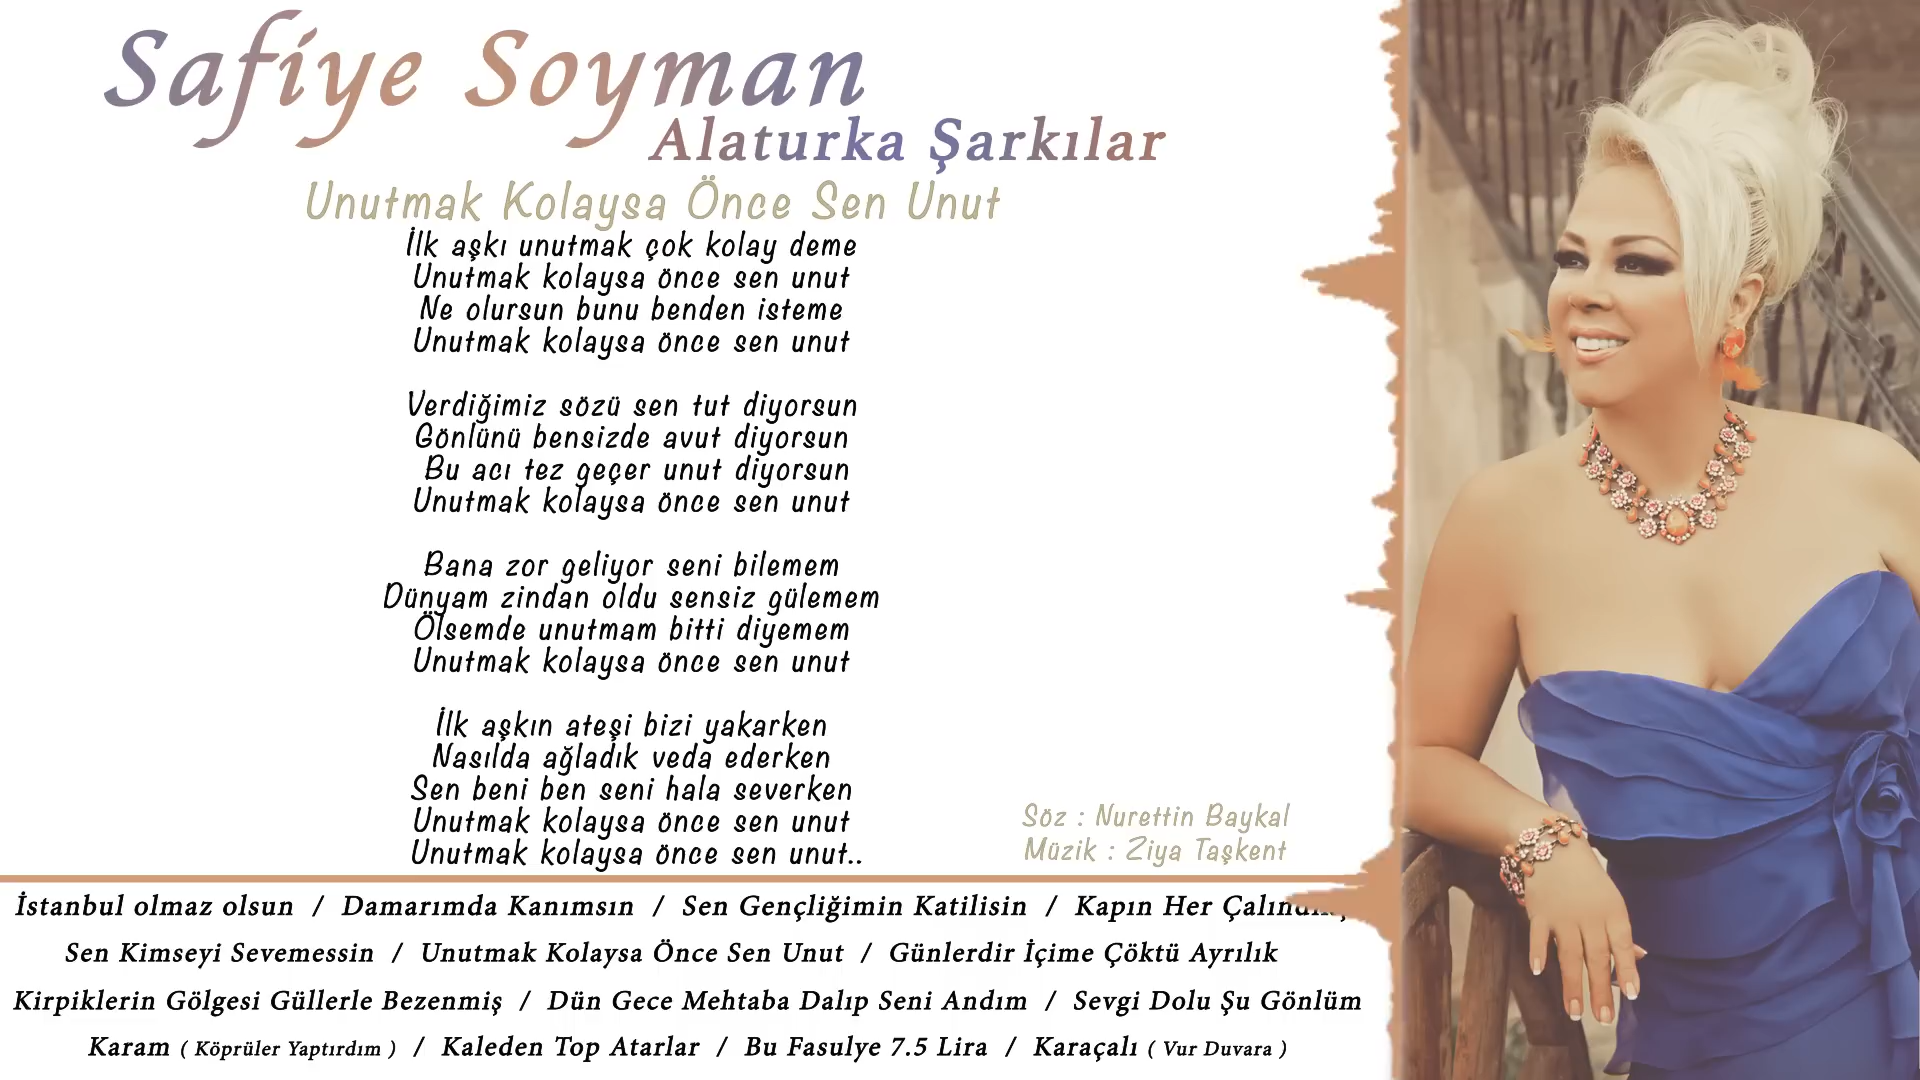 Safiye Soyman
Alaturka Şarkılar
Unutmak Kolaysa Önce Sen Unut
İlk aşkı unutmak çok kolay deme
Unutmak kolaysa önce sen unut
Ne olursun bunu benden isteme
Unutmak kolaysa önce sen unut
Verdiğimiz sözü sen tut diyorsun
Gönlünü bensizde avut diyorsun
Bu acı tez geçer unut diyorsun
Unutmak kolaysa önce sen unut
Bana zor geliyor seni bilemem
Dünyam zindan oldu sensiz gülemem
Ölsemde unutmam bitti diyemem
Unutmak kolaysa önce sen unut
İlk aşkın ateşi bizi yakarken
Nasılda ağladık veda ederken
Sen beni ben seni hala severken
Unutmak kolaysa önce sen unut
Unutmak kolaysa önce sen unut..
Söz : Nurettin Baykal
Müzik : Ziya Taşkent
İstanbul olmaz olsun / Damarımda Kanımsın / Sen Gençliğimin Katilisin / Kapın Her
Sen Kimseyi Sevemessin / Unutmak Kolaysa Önce Sen Unut / Günlerdir İçime Çöktü Ayrılık
Kirpiklerin Gölgesi Güllerle Bezenmiş / Dün Gece Mehtaba Dalıp Seni Andım / Sevgi Dolu Şu Gönlüm
Karam ( Köprüler Yaptırdım ) / Kaleden Top Atarlar / Bu Fasulye 7.5 Lira / Karaçalı ( Vur Duvara )